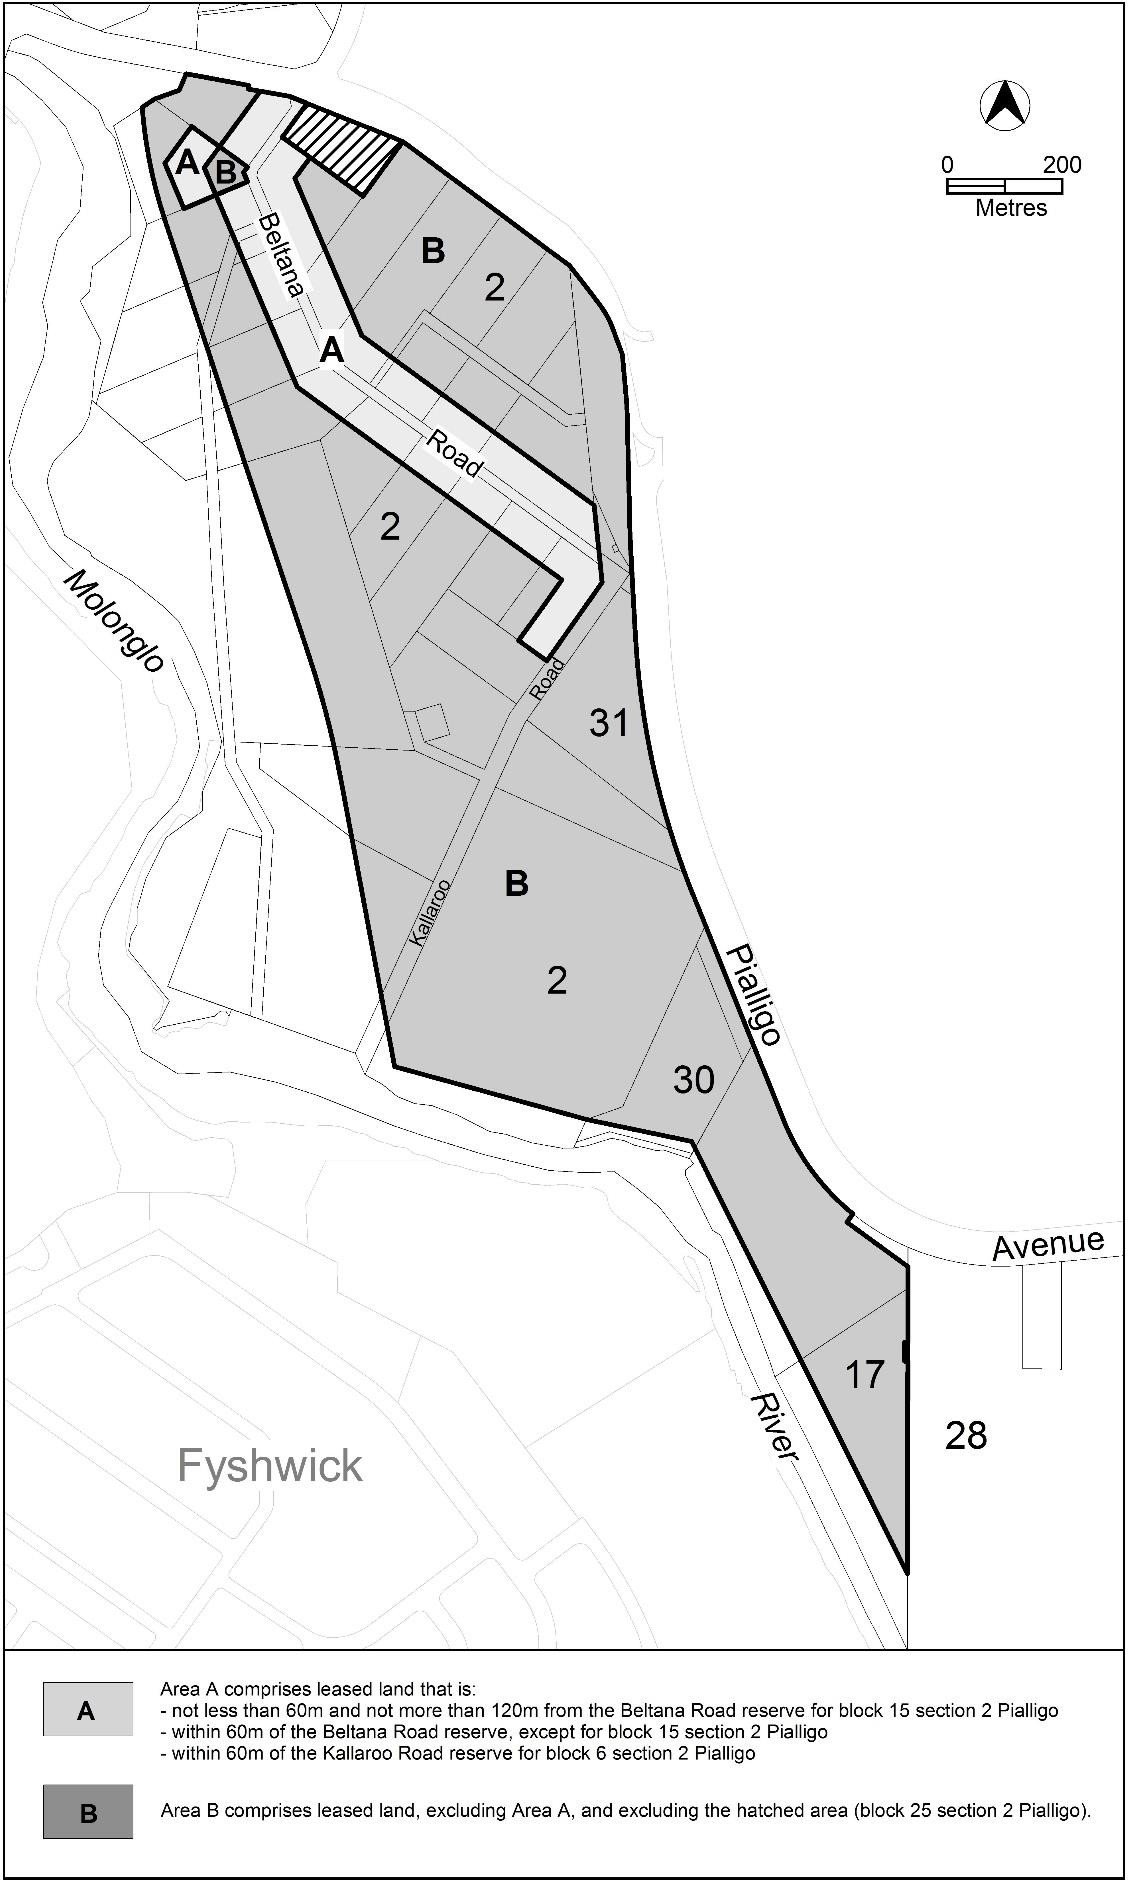 0 200
Metres
A
B
Beltana
B
2
A
Road
2
Molonglo
Road
31
B
Kallaroo
2
Pialligo
30
Avenue
17
28
River
Fyshwick
A
Area A comprises leased land that is:
- not less than 60m and not more than 120m from the Beltana Road reserve for block 15 section 2 Pialligo
- within 60m of the Beltana Road reserve, except for block 15 section 2 Pialligo
- within 60m of the Kallaroo Road reserve for block 6 section 2 Pialligo
B
Area B comprises leased land, excluding Area A, and excluding the hatched area (block 25 section 2 Pialligo).